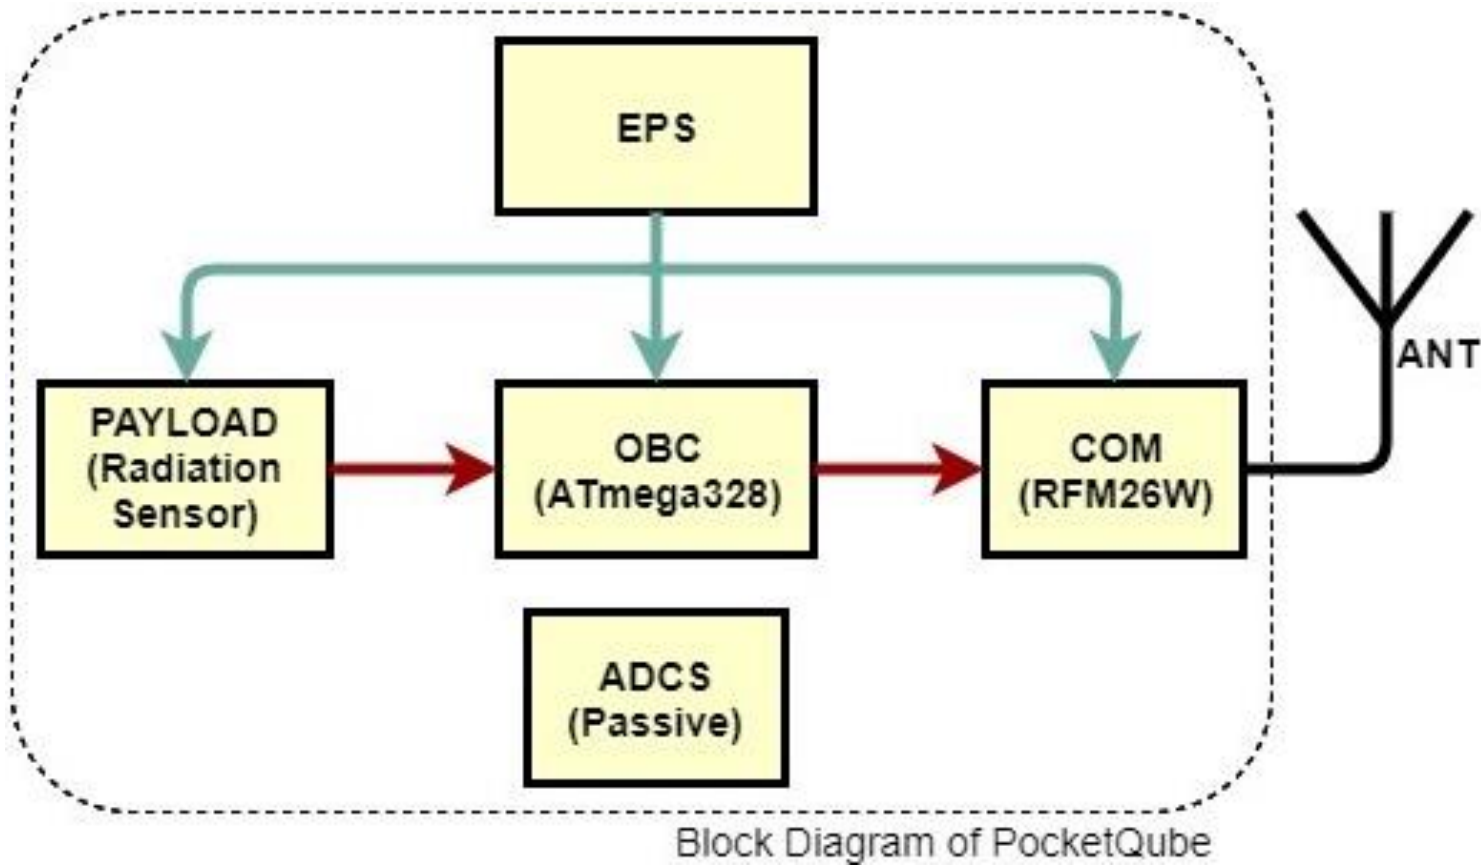 EPS
ANT
PAYLOAD
(Radiation
Sensor)
OBC
(ATmega328)
COM
(RFM26W)
ADCS
(Passive)
Block Diagram of PocketQube